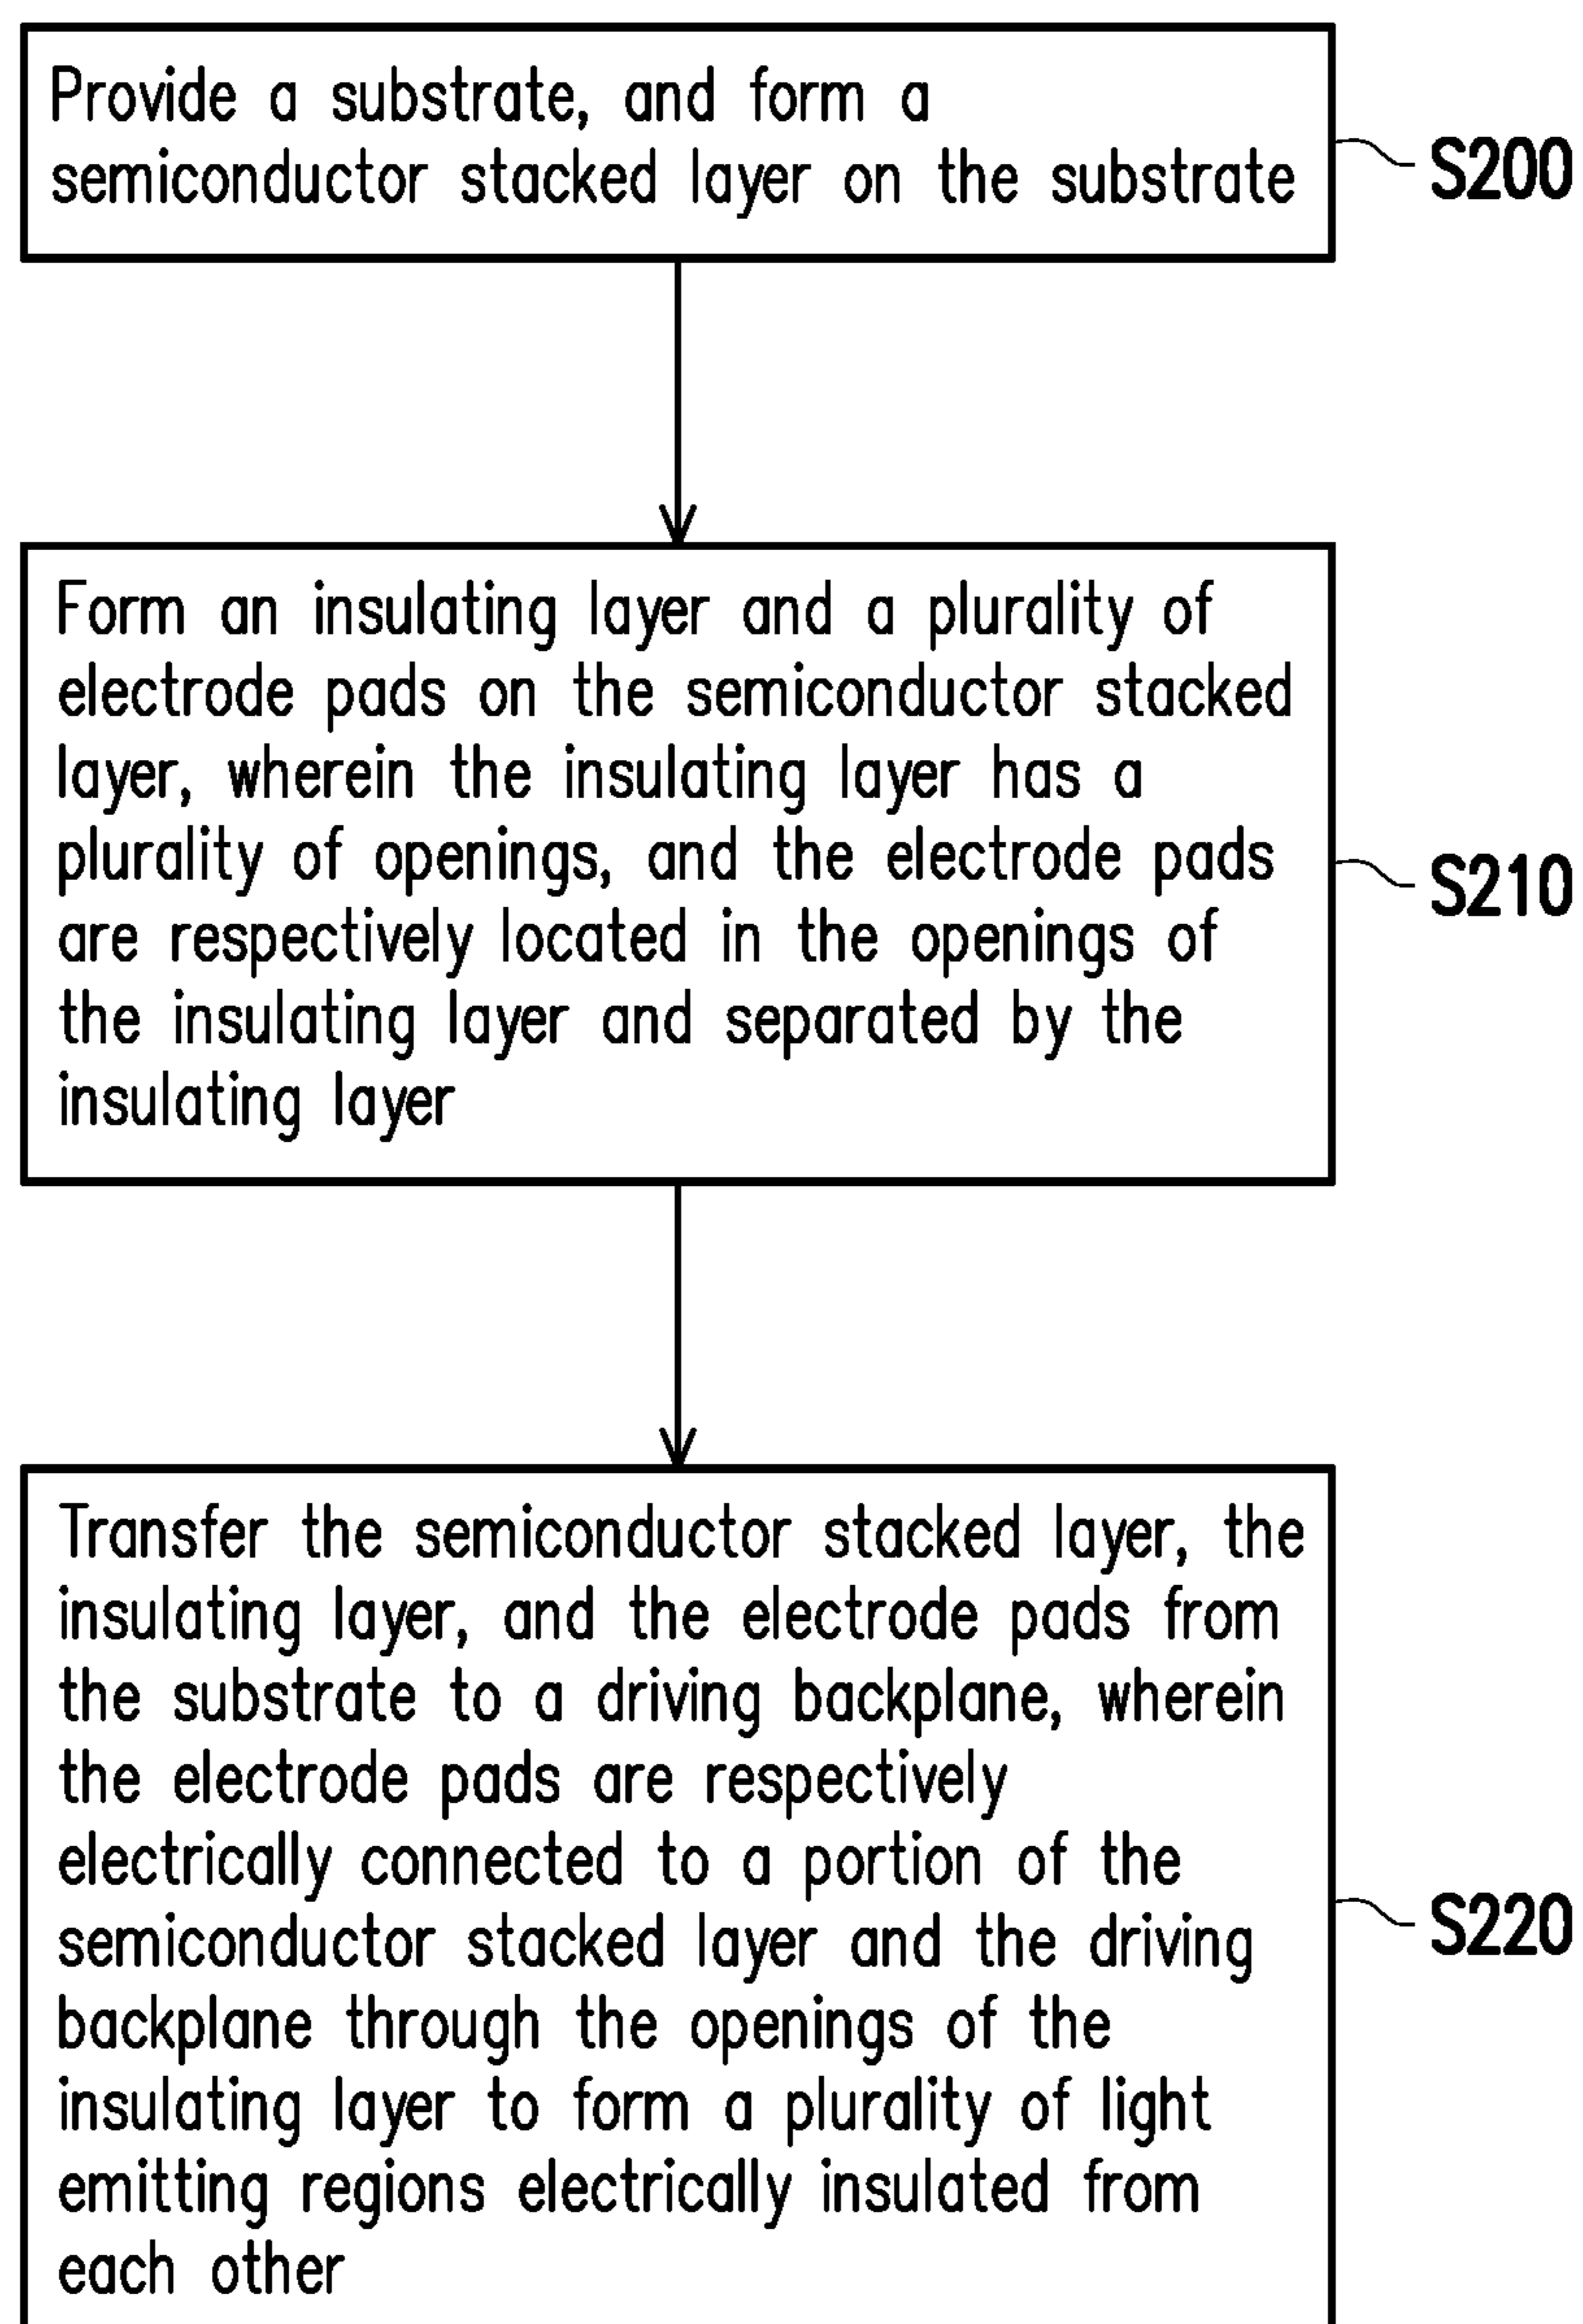 Provide a substrate, and form a
semiconductor stacked layer on the substrate
S200
Form an insulating layer and a plurality of
electrode pads on the semiconductor stacked
layer, wherein the insulating layer has a
plurality of openings, and the electrode pads
are respectively located in the openings of
the insulating layer and separated by the
insulating layer
S210
Transfer the semiconductor stacked layer, the
insulating layer, and the electrode pads from
the substrate to a driving backplane, wherein
the electrode pads are respectively
electrically connected to a portion of the
semiconductor stacked layer and the driving
backplane through the openings of the
insulating layer to form a plurality of light
emitting regions electrically insulated from
each other
S220